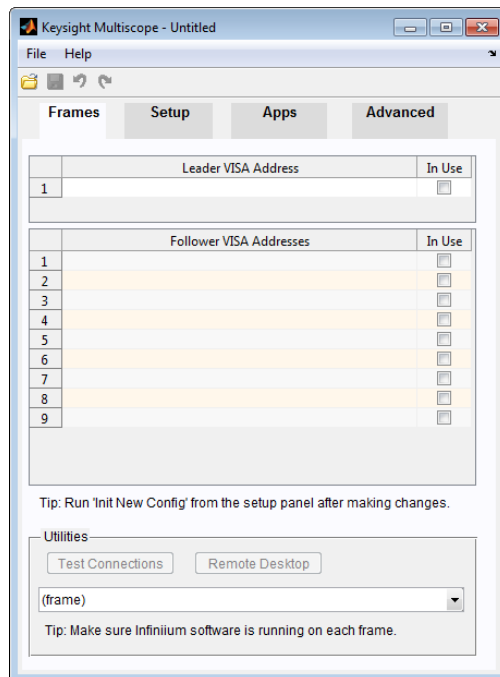 Keysight Multiscope - Untitled
File Help
Frames Setup Apps Advanced
Leader VISA Address In Use
1
Follower VISA Addresses In Use
1
2
3
4
5
6
7
8
9
Tip: Run 'Init New Config' from the setup panel after making changes.
Utilities
Test Connections Remote Desktop
(frame)
Tip: Make sure Infiniium software is running on each frame.